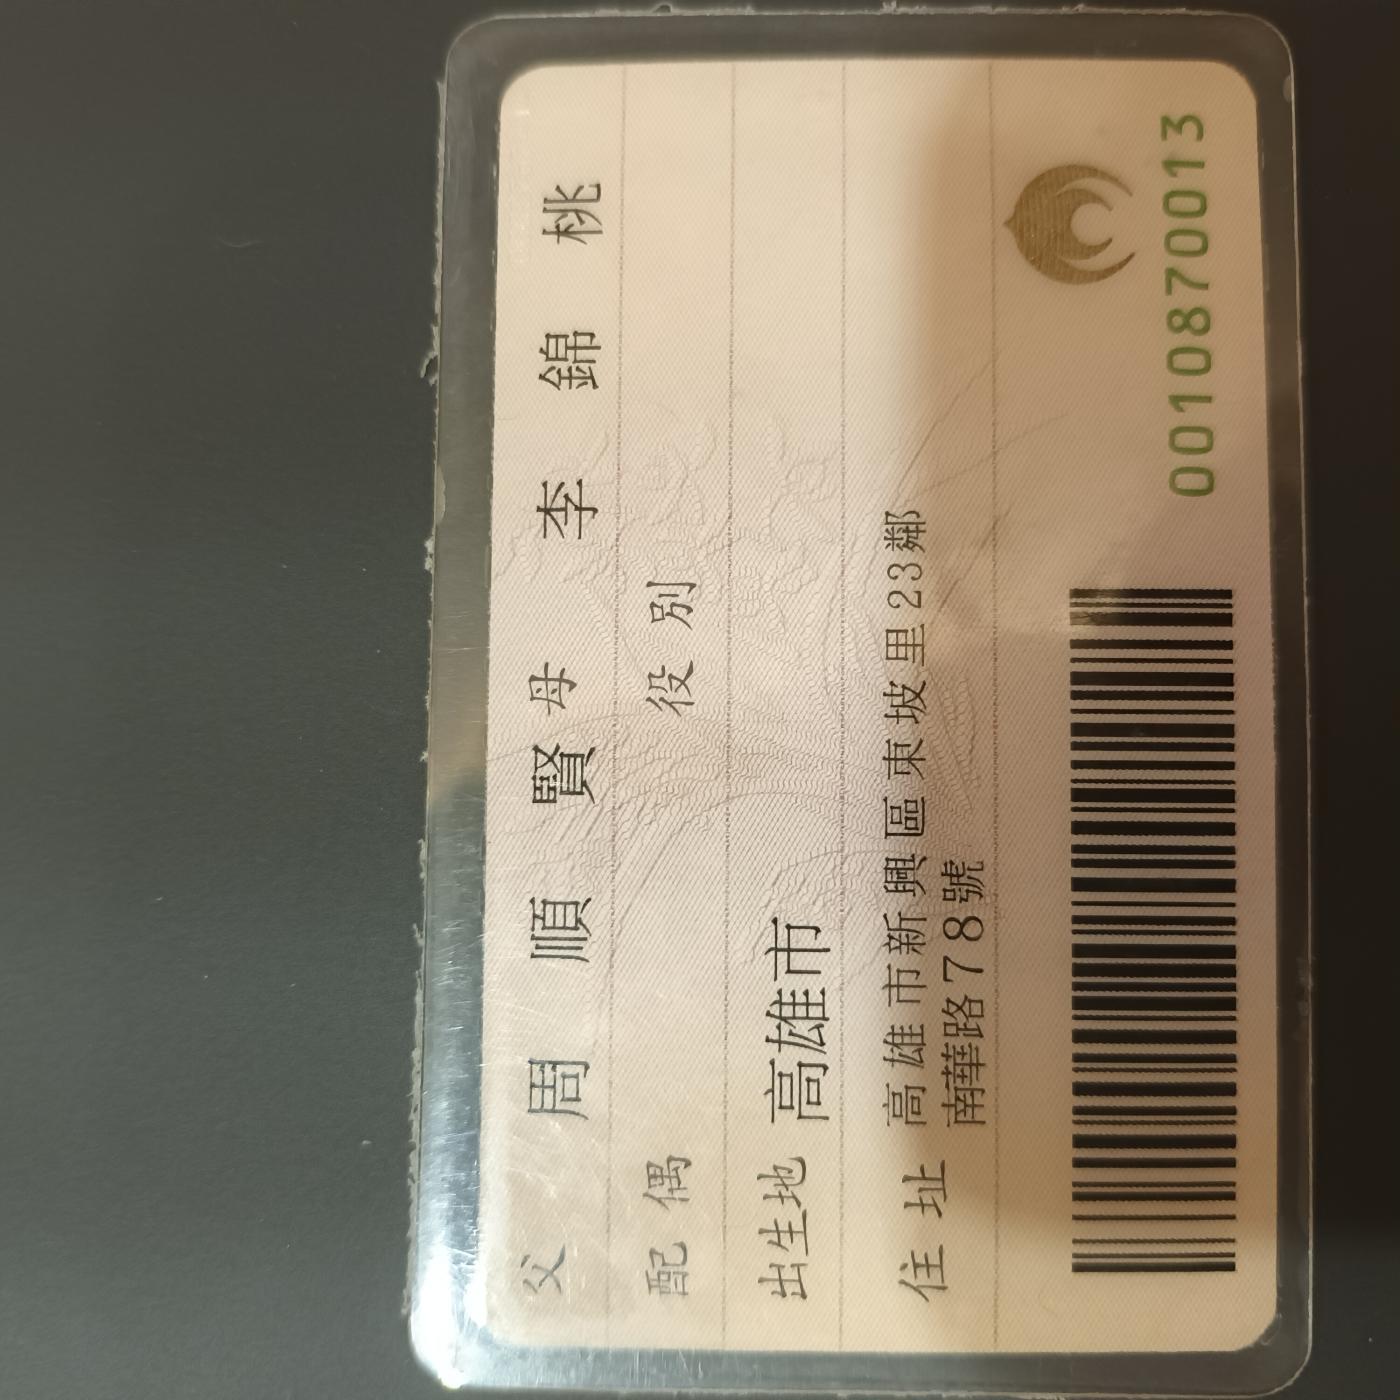 父 周順賢 母 李錦桃
配偶 役別
出生地 高雄市
住址 高雄市新興區東坡里23鄰
南華路78號
0010870013